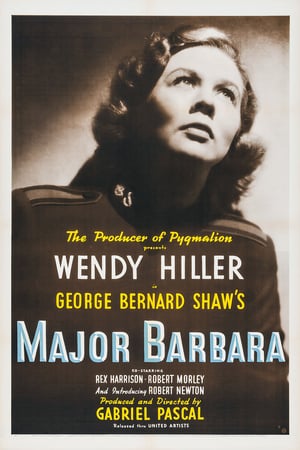 The Producer of Pygmalion
presents
WENDY HILLER
in
GEORGE BERNARD SHAW'S
MAJOR BARBARA
CO-STARRING
REX HARRISON · ROBERT MORLEY
And Introducing ROBERT NEWTON
Produced and Directed by
GABRIEL PASCAL
Released thru UNITED ARTISTS